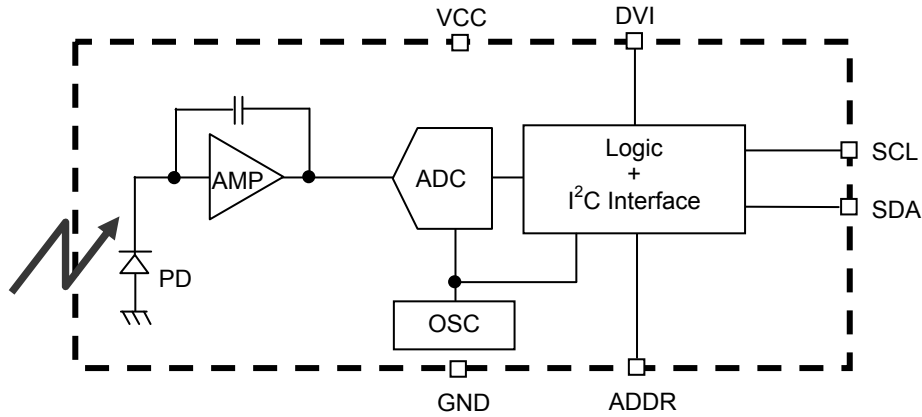 VCC
DVI
AMP
ADC
Logic
+
I²C Interface
SCL
SDA
PD
OSC
GND
ADDR